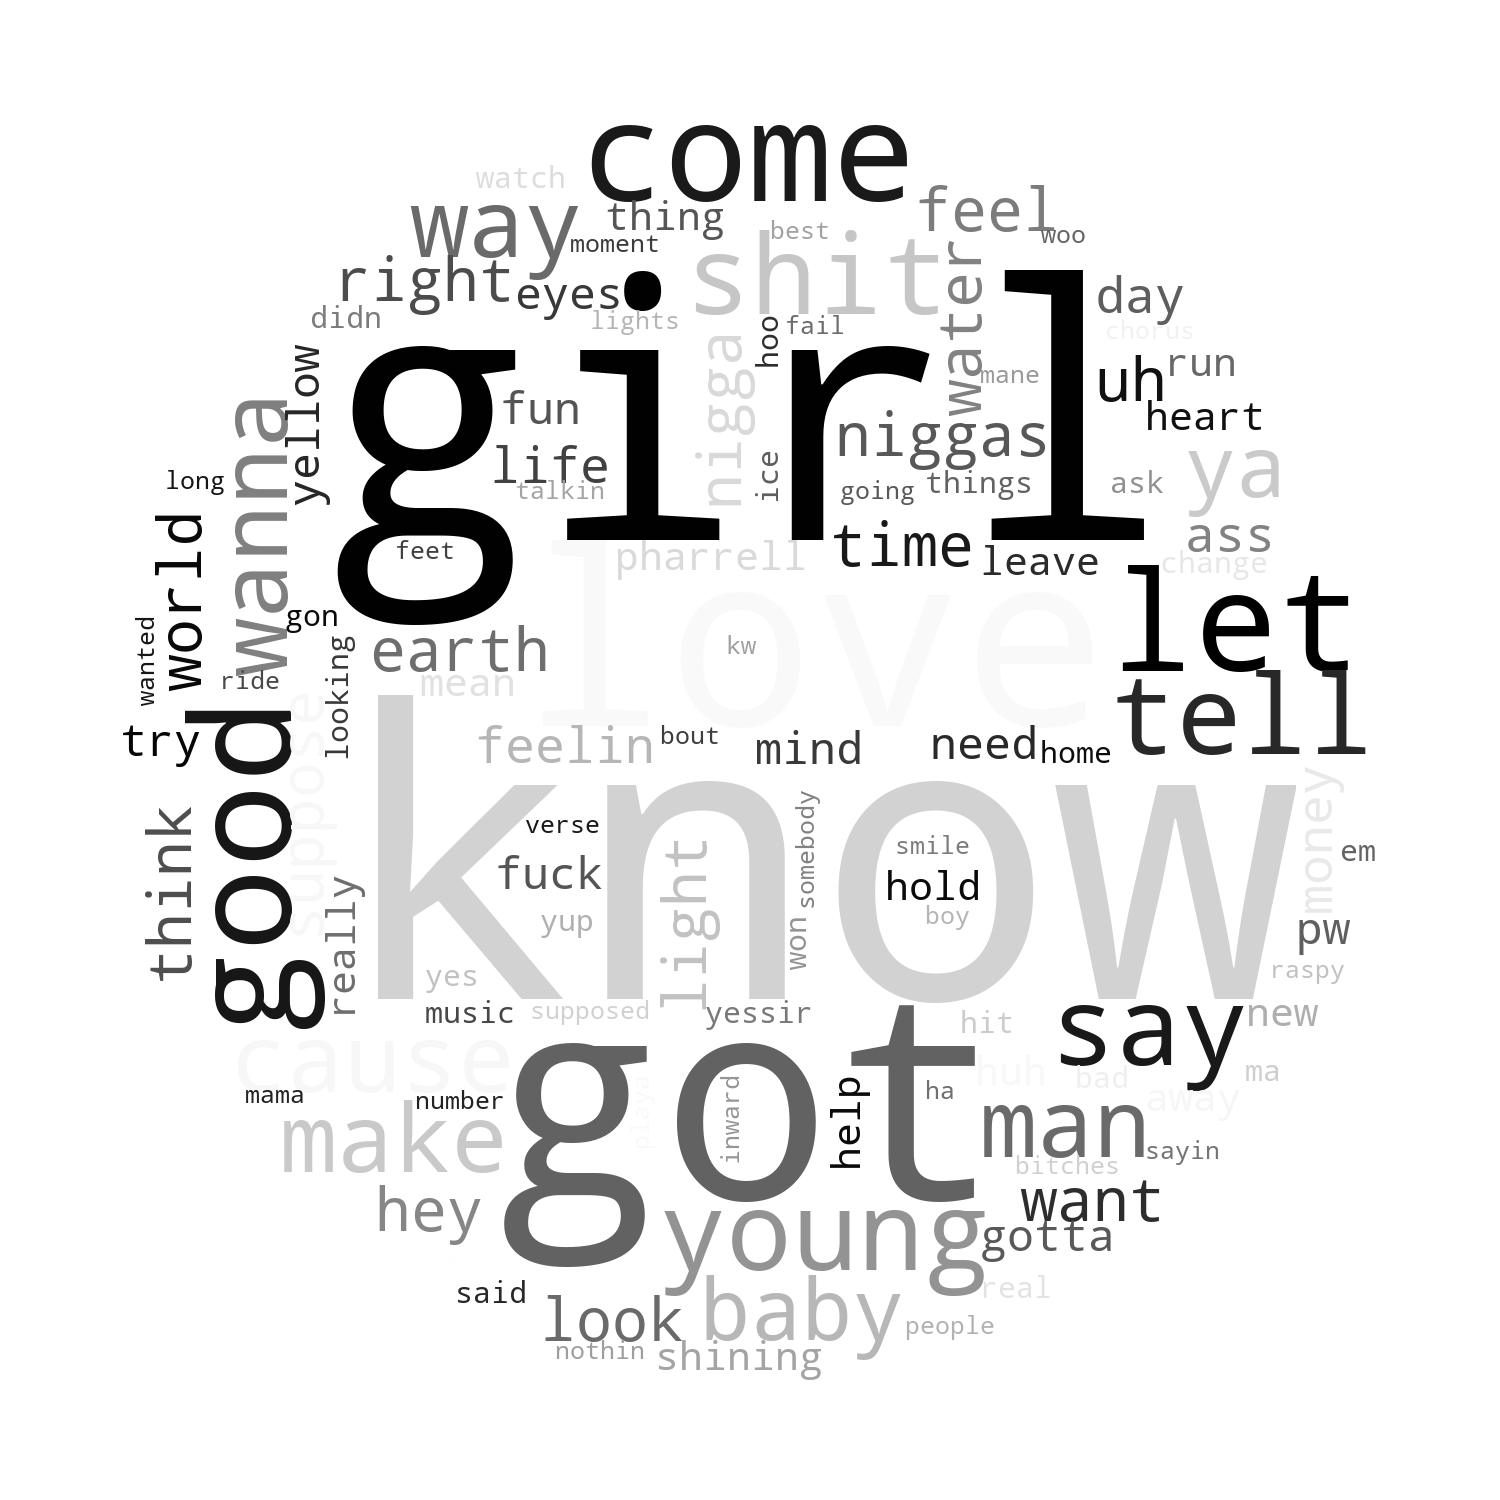 come
watch
way
thing
feel
best
woo
moment
shit
right
eyes
water
day
didn
lights
hoo
fail
chorus
girl
nigga
yellow
mane
uh
run
wanna
fun
heart
niggas
life
ya
long
ice
talkin
going
things
ask
world
time
ass
feet
love
pharrell
leave
change
let
gon
wanted
earth
looking
kw
ride
mean
tell
suppose
good
try
feelin
bout
mind
need
home
know
money
think
verse
somebody
smile
em
fuck
light
hold
really
yup
won
boy
pw
yes
raspy
music
supposed
yessir
hit
say
new
cause
got
huh
bad
ma
mama
number
playa
inward
help
ha
away
make
man
sayin
bitches
hey
want
young
gotta
said
look
baby
real
people
nothin
shining